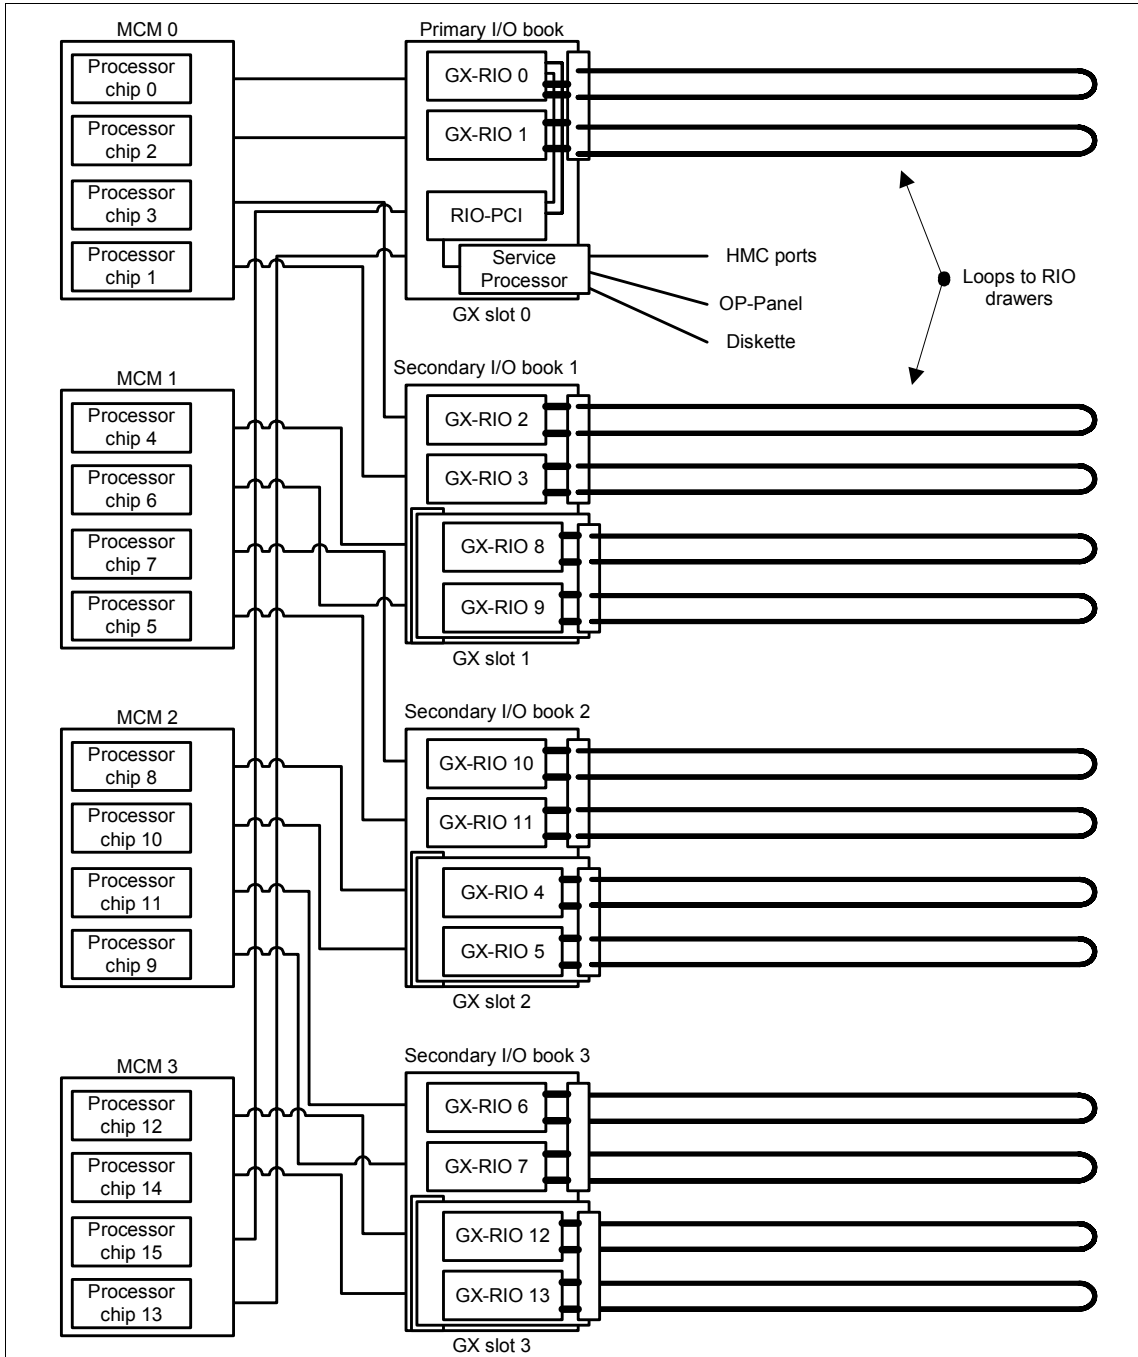 MCM 0
Processor
chip 0
Processor
chip 2
Processor
chip 3
Processor
chip 1
Primary I/O book
GX-RIO 0
GX-RIO 1
RIO-PCI
Service
Processor
GX slot 0
HMC ports
OP-Panel
Diskette
Loops to RIO
drawers
MCM 1
Processor
chip 4
Processor
chip 6
Processor
chip 7
Processor
chip 5
Secondary I/O book 1
GX-RIO 2
GX-RIO 3
GX-RIO 8
GX-RIO 9
GX slot 1
MCM 2
Processor
chip 8
Processor
chip 10
Processor
chip 11
Processor
chip 9
Secondary I/O book 2
GX-RIO 10
GX-RIO 11
GX-RIO 4
GX-RIO 5
GX slot 2
MCM 3
Processor
chip 12
Processor
chip 14
Processor
chip 15
Processor
chip 13
Secondary I/O book 3
GX-RIO 6
GX-RIO 7
GX-RIO 12
GX-RIO 13
GX slot 3